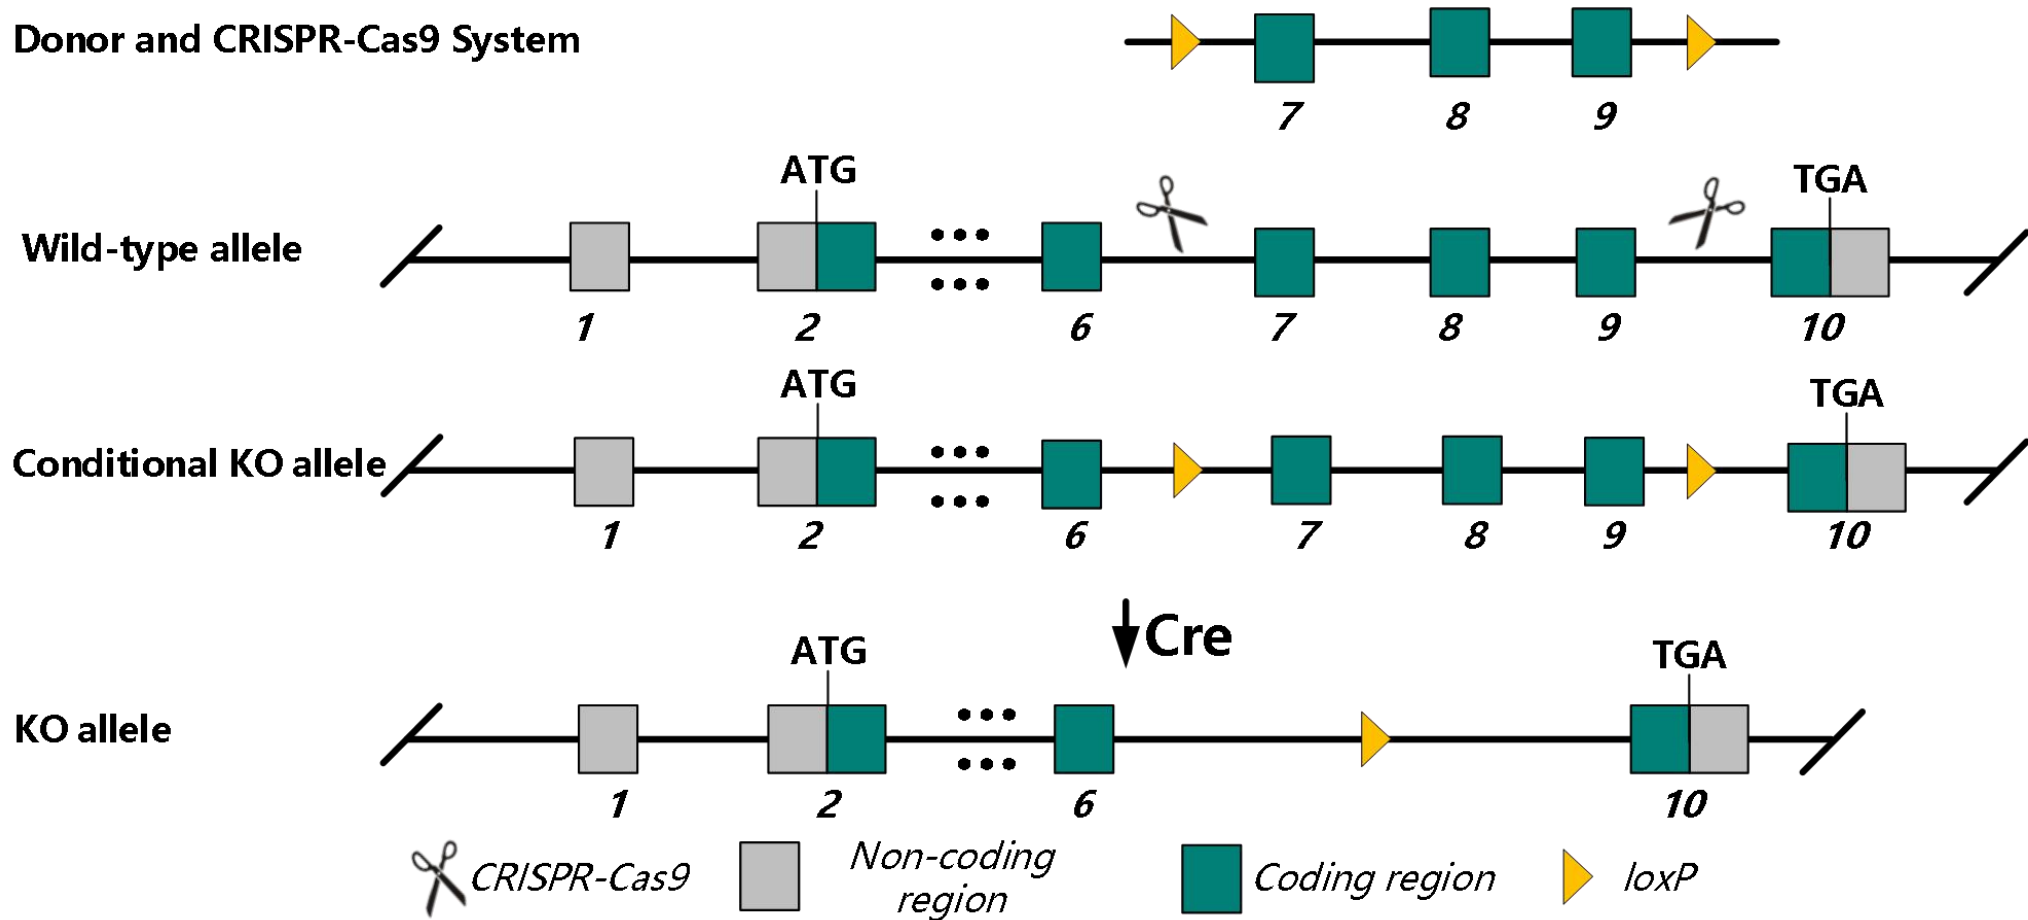 Donor and CRISPR-Cas9 System
7 8 9
ATG TGA
Wild-type allele
1 2 6 7 8 9 10
ATG TGA
Conditional KO allele
1 2 6 7 8 9 10
Cre
ATG TGA
KO allele
1 2 6 10
CRISPR-Cas9 Non-coding region Coding region loxP